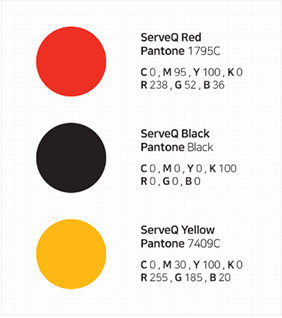 ServeQ Red
Pantone 1795C
C 0 , M 95 , Y 100 , K 0
R 238 , G 52 , B 36
ServeQ Black
Pantone Black
C 0 , M 0 , Y 0 , K 100
R 0 , G 0 , B 0
ServeQ Yellow
Pantone 7409C
C 0 , M 30 , Y 100 , K 0
R 255 , G 185 , B 20